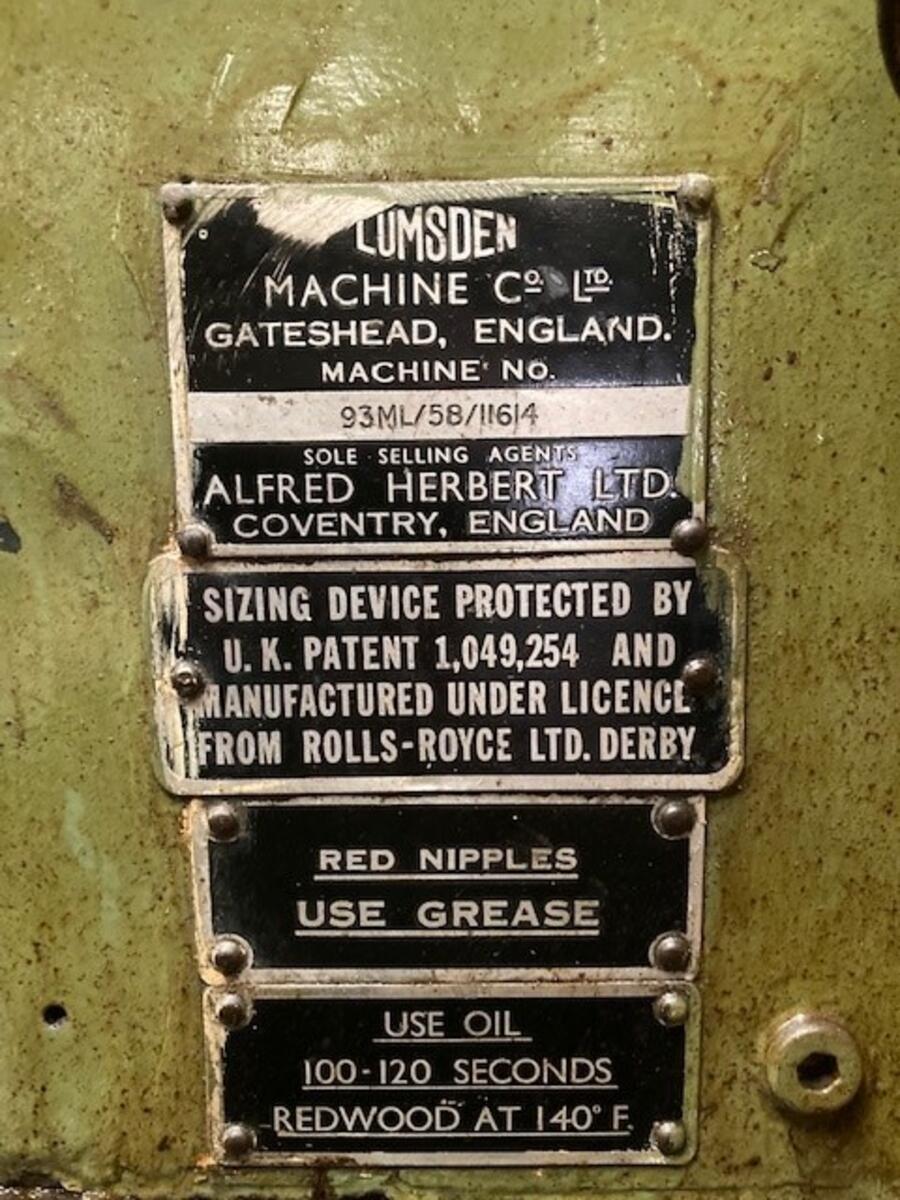 LUMSDEN
MACHINE Co. LTD.
GATESHEAD, ENGLAND.
MACHINE No.
93ML/58/11614
SOLE SELLING AGENTS
ALFRED HERBERT LTD.
COVENTRY, ENGLAND
SIZING DEVICE PROTECTED BY
U.K. PATENT 1,049,254 AND
MANUFACTURED UNDER LICENCE
FROM ROLLS-ROYCE LTD. DERBY
RED NIPPLES
USE GREASE
USE OIL
100-120 SECONDS
REDWOOD AT 140° F.